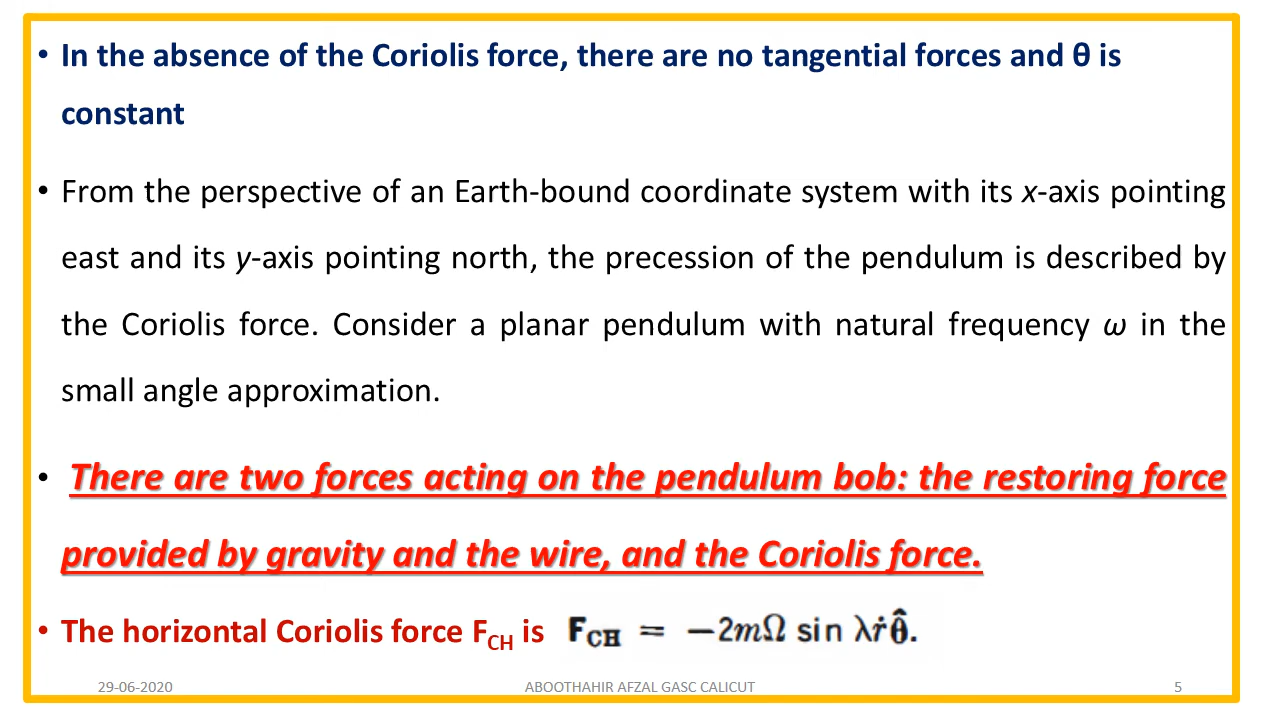 • In the absence of the Coriolis force, there are no tangential forces and θ is
constant
• From the perspective of an Earth-bound coordinate system with its x-axis pointing
east and its y-axis pointing north, the precession of the pendulum is described by
the Coriolis force. Consider a planar pendulum with natural frequency ω in the
small angle approximation.
• There are two forces acting on the pendulum bob: the restoring force
provided by gravity and the wire, and the Coriolis force.
• The horizontal Coriolis force F_CH is F_CH = −2mΩ sin λṙθ̂.
29-06-2020 ABOOTHAHIR AFZAL GASC CALICUT 5